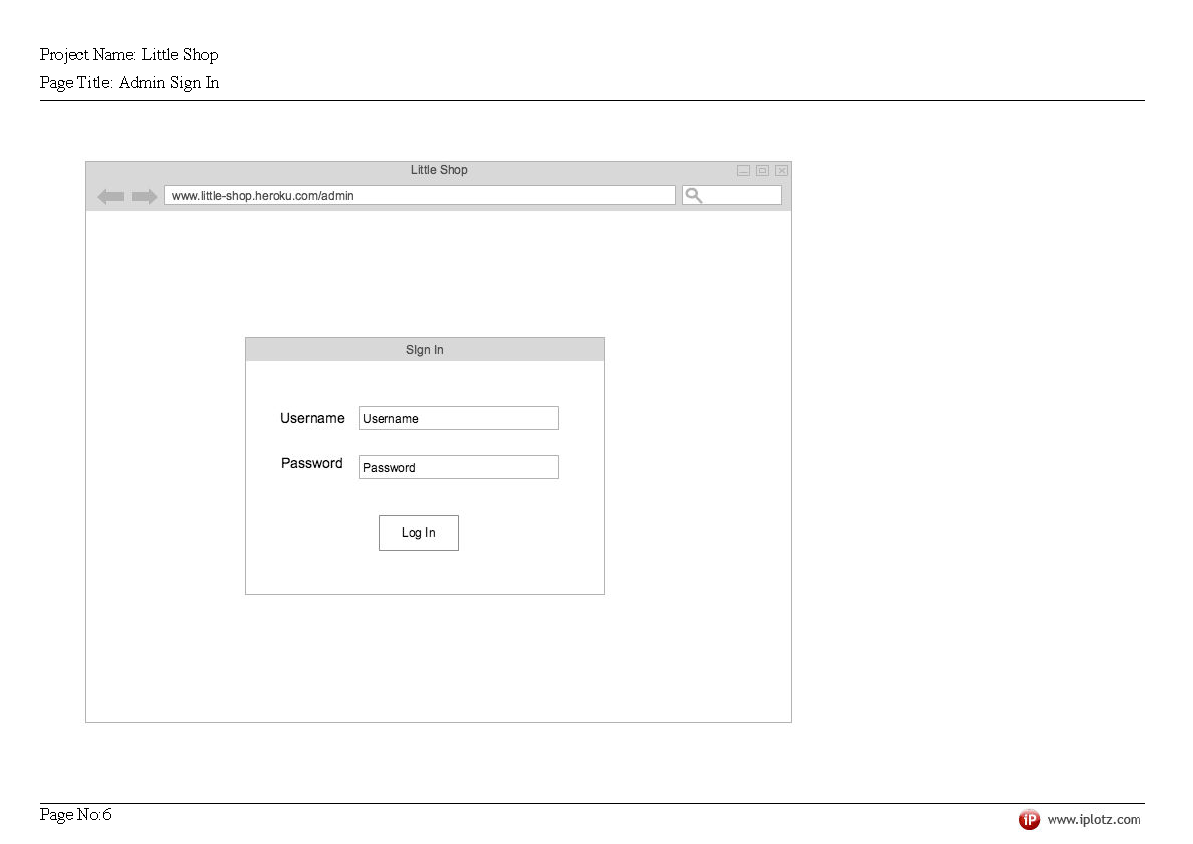 Project Name: Little Shop
Page Title: Admin Sign In
Little Shop
www.little-shop.heroku.com/admin
SIgn In
Username Username
Password Password
Log In
Page No:6
iP www.iplotz.com